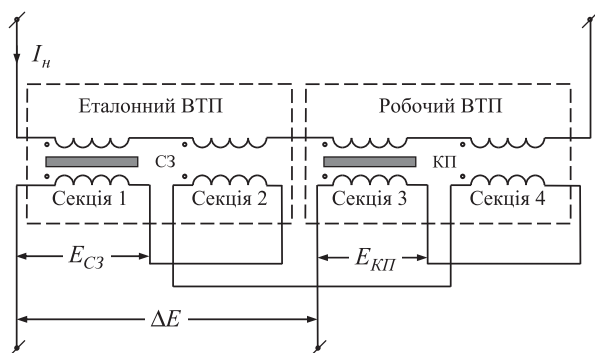 Iн
Еталонний ВТП
Робочий ВТП
СЗ
КП
Секція 1
Секція 2
Секція 3
Секція 4
EСЗ
EКП
ΔE